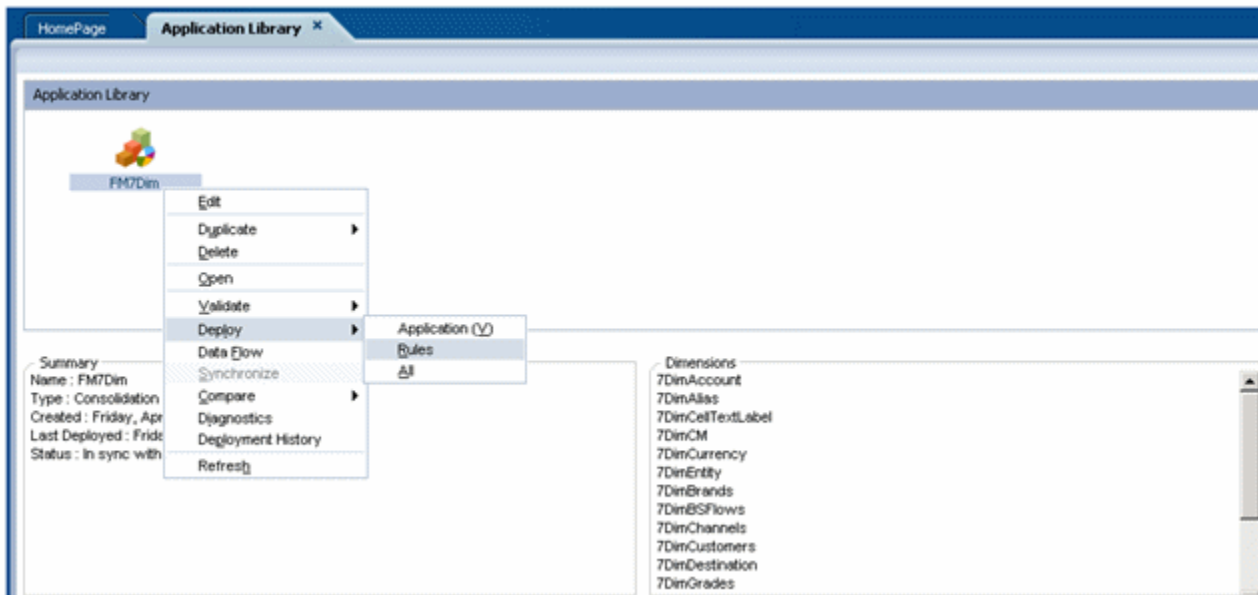 HomePage
Application Library ×
Application Library
FM7Dim
Edit
Duplicate
Delete
Open
Validate
Deploy
Data Flow
Synchronize
Compare
Diagnostics
Deployment History
Refresh
Application (V)
Rules
All
Summary
Name : FM7Dim
Type : Consolidation
Created : Friday, Apr
Last Deployed : Frida
Status : In sync with
Dimensions
7DimAccount
7DimAlias
7DimCellTextLabel
7DimCM
7DimCurrency
7DimEntity
7DimBrands
7DimBSFlows
7DimChannels
7DimCustomers
7DimDestination
7DimGrades